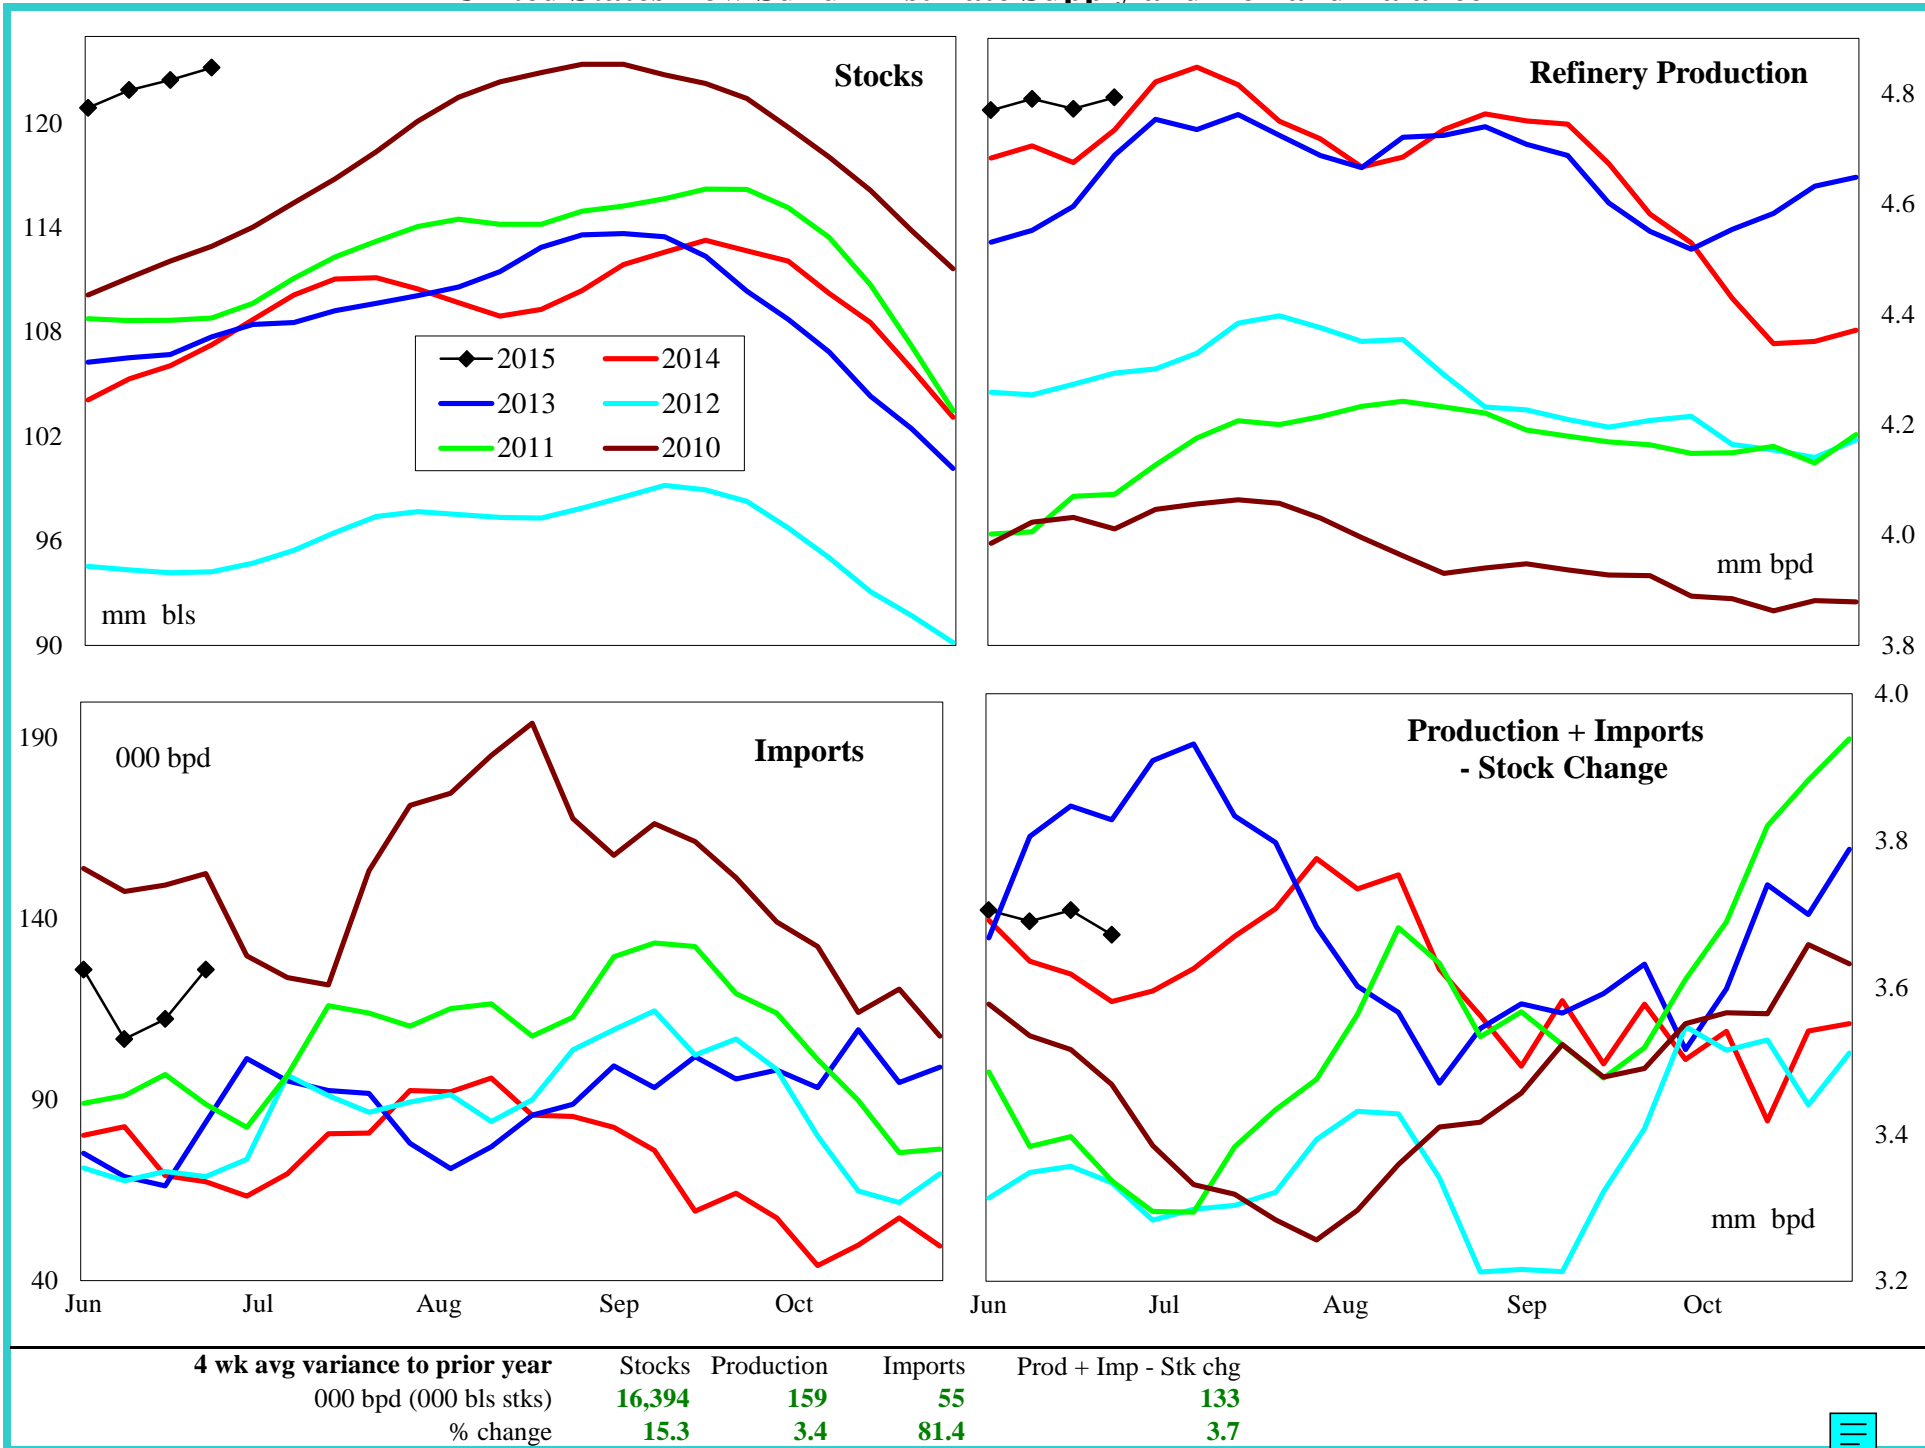 Stocks
120
114
108
102
96
90
mm bls
2015
2014
2013
2012
2011
2010
Refinery Production
4.8
4.6
4.4
4.2
4.0
3.8
mm bpd
190
140
90
40
000 bpd
Imports
Jun Jul Aug Sep Oct
Production + Imports
- Stock Change
4.0
3.8
3.6
3.4
3.2
mm bpd
Jun Jul Aug Sep Oct
4 wk avg variance to prior year Stocks Production Imports Prod + Imp - Stk chg
000 bpd (000 bls stks) 16,394 159 55 133
% change 15.3 3.4 81.4 3.7